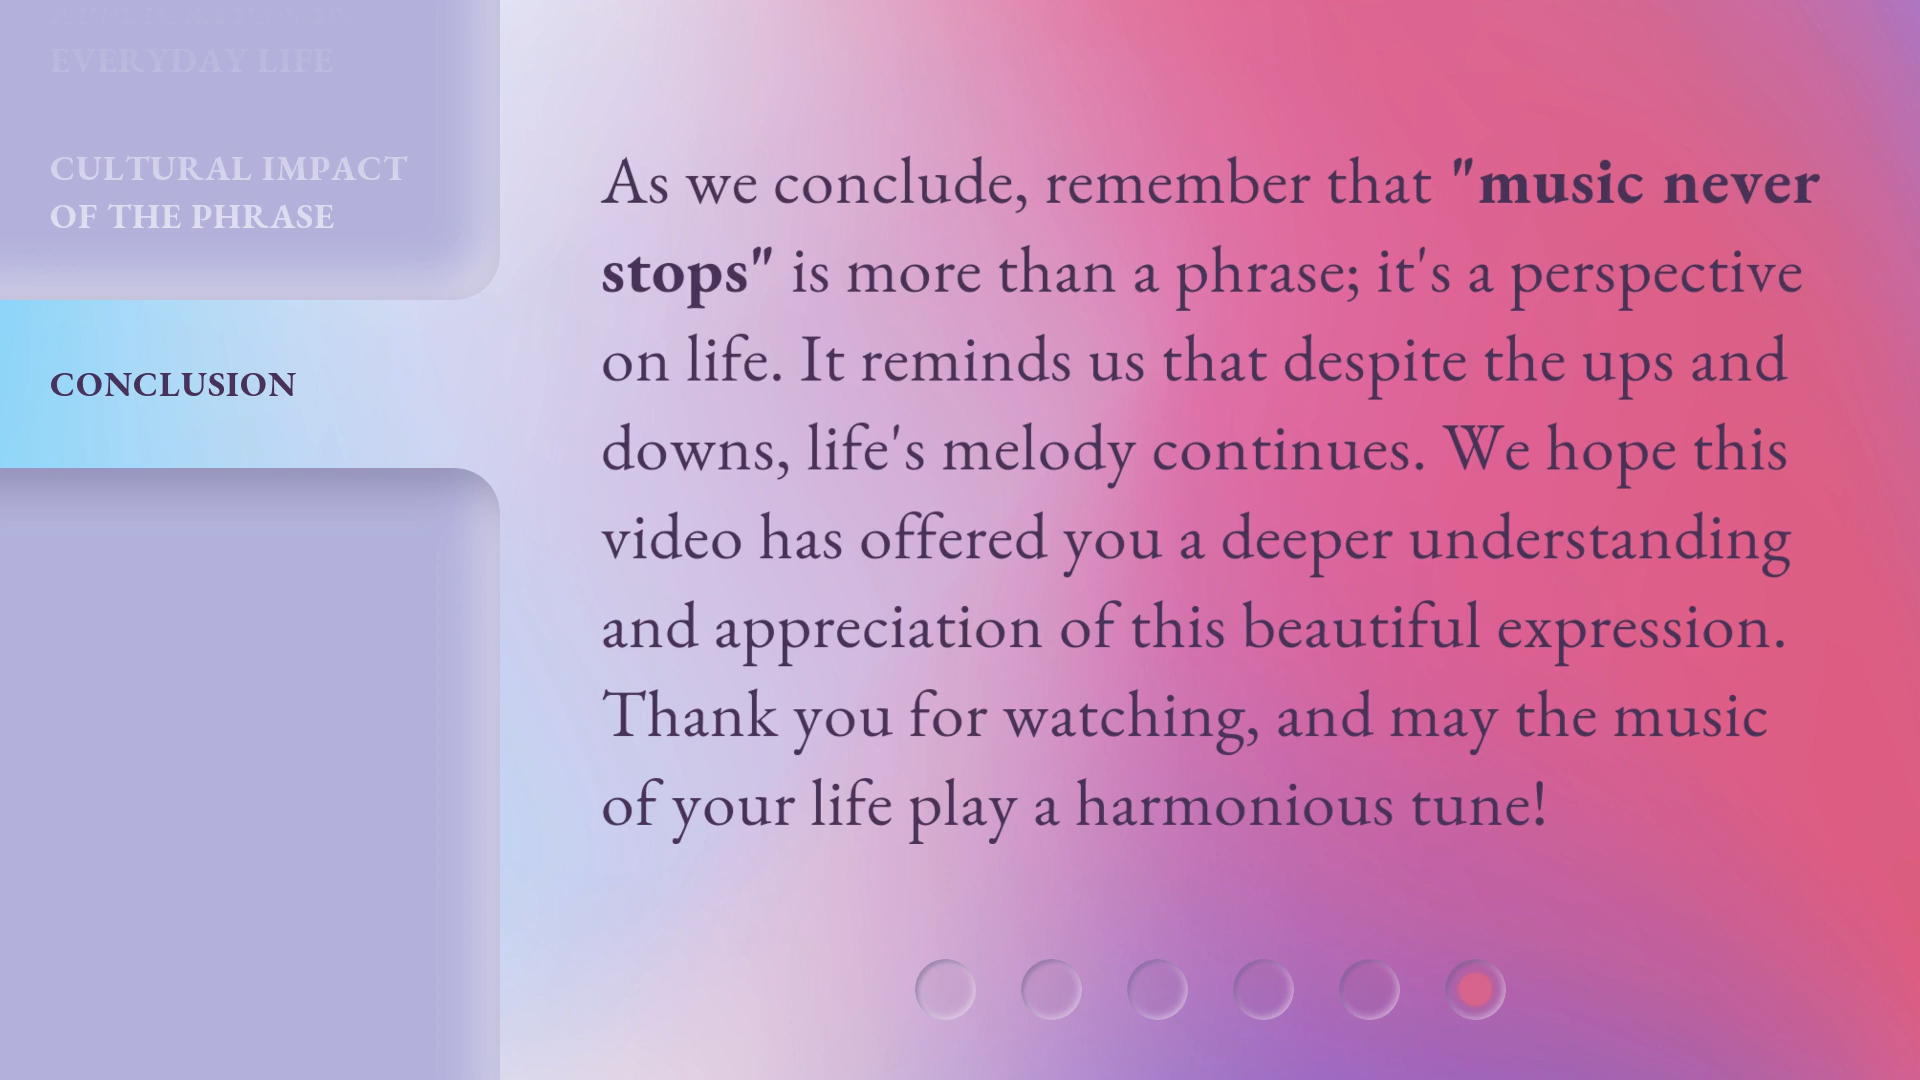 EVERYDAY LIFE
CULTURAL IMPACT
OF THE PHRASE
CONCLUSION
As we conclude, remember that "music never
stops" is more than a phrase; it's a perspective
on life. It reminds us that despite the ups and
downs, life's melody continues. We hope this
video has offered you a deeper understanding
and appreciation of this beautiful expression.
Thank you for watching, and may the music
of your life play a harmonious tune!